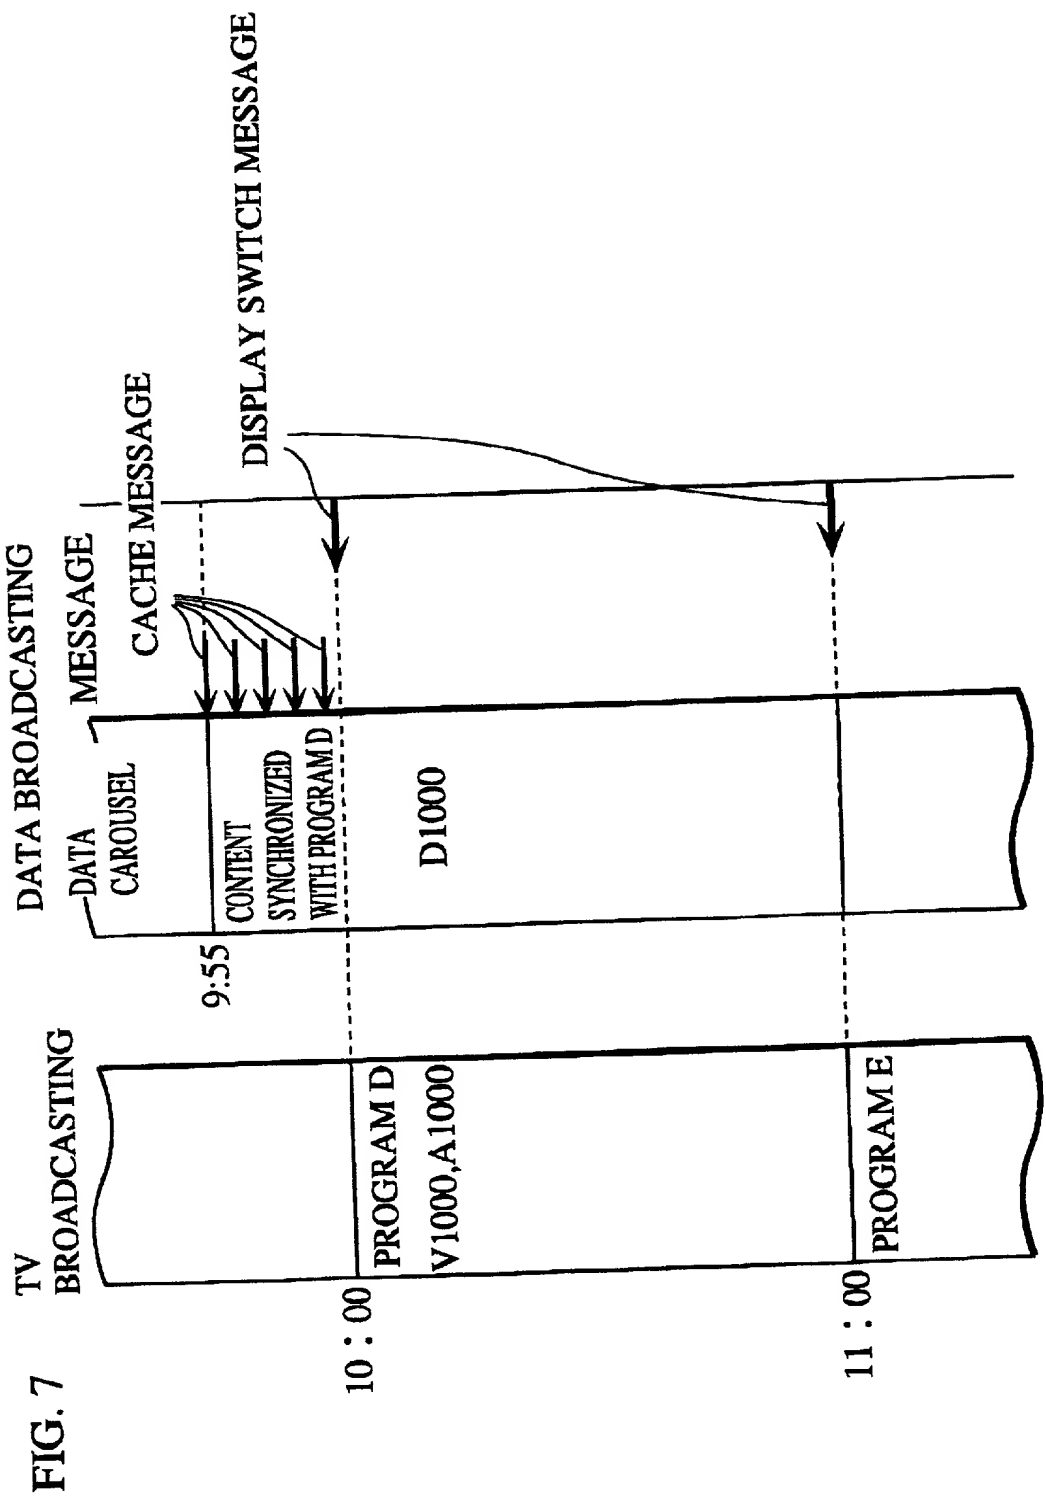 FIG. 7
TV
BROADCASTING
DATA BROADCASTING
DATA
CAROUSEL
MESSAGE
CACHE MESSAGE
DISPLAY SWITCH MESSAGE
9:55
CONTENT
SYNCHRONIZED
WITH PROGRAM D
10:00
PROGRAM D
V1000,A1000
D1000
11:00
PROGRAM E